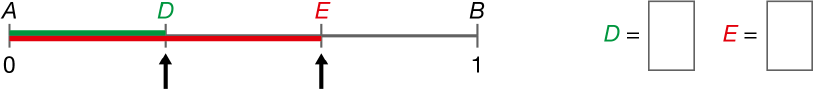 A D E B
0 1
D = E =